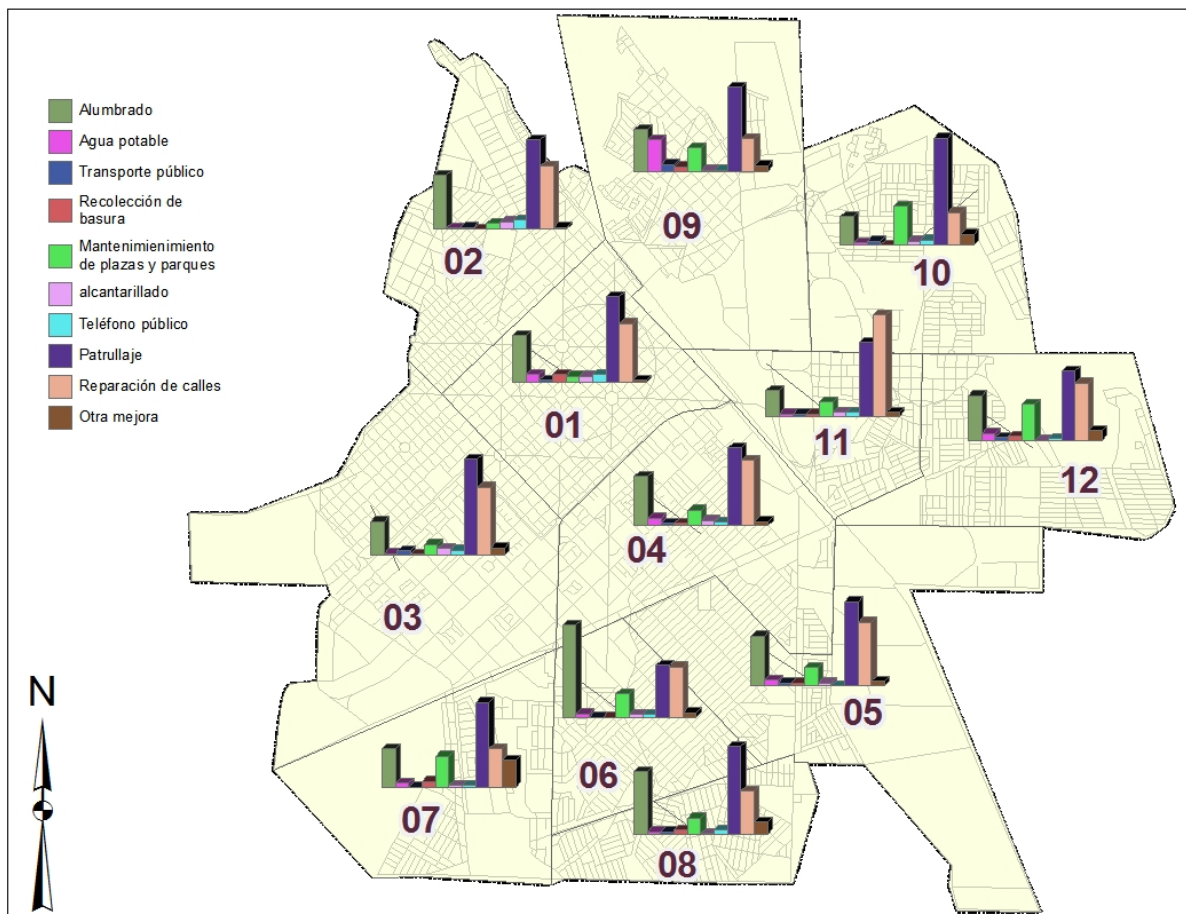 Alumbrado
Agua potable
Transporte público
Recolección de
basura
Mantenimienimiento
de plazas y parques
alcantarillado
Teléfono público
Patrullaje
Reparación de calles
Otra mejora
09
02
10
01
11
12
04
03
05
06
07
08
N